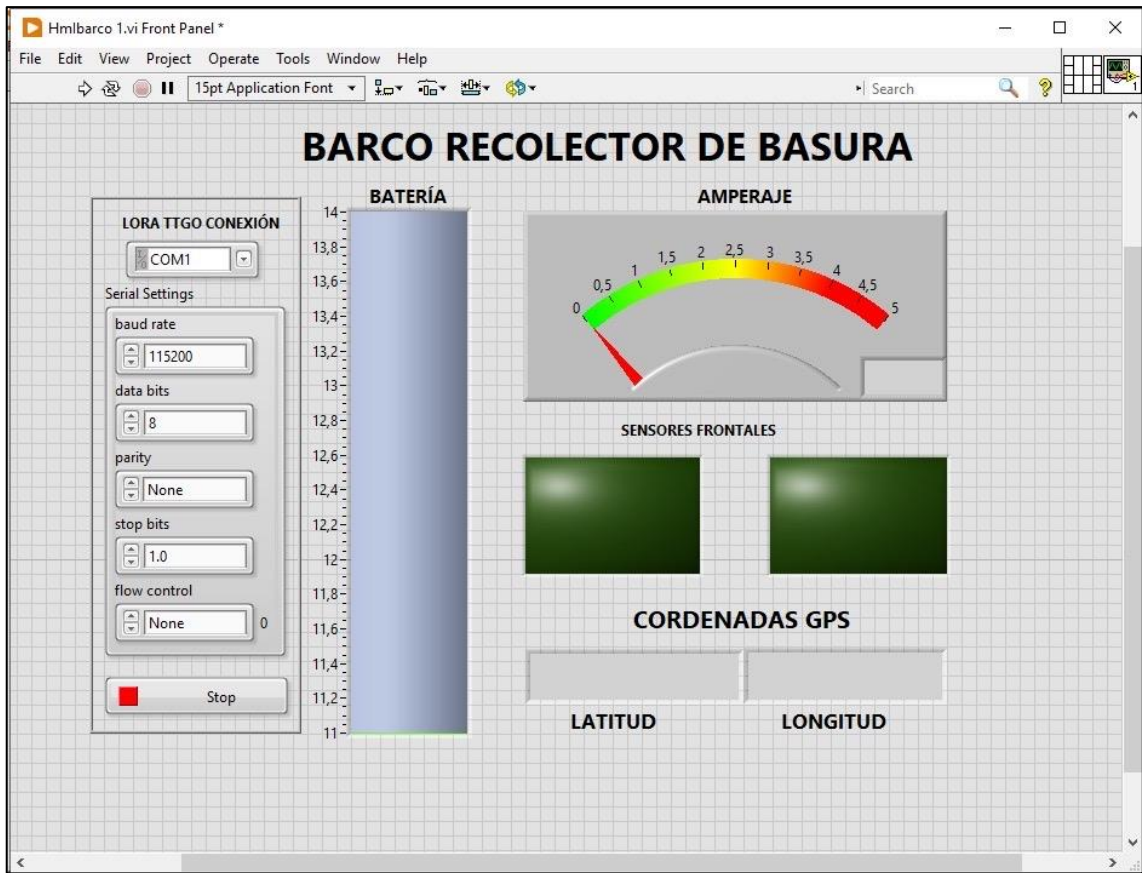 Hmlbarco 1.vi Front Panel *
File Edit View Project Operate Tools Window Help
15pt Application Font
Search
1
BARCO RECOLECTOR DE BASURA
LORA TTGO CONEXIÓN
COM1
Serial Settings
baud rate
115200
data bits
8
parity
None
stop bits
1.0
flow control
None 0
Stop
BATERÍA
14
13,8
13,6
13,4
13,2
13
12,8
12,6
12,4
12,2
12
11,8
11,6
11,4
11,2
11
AMPERAJE
0 0,5 1 1,5 2 2,5 3 3,5 4 4,5 5
SENSORES FRONTALES
CORDENADAS GPS
LATITUD LONGITUD